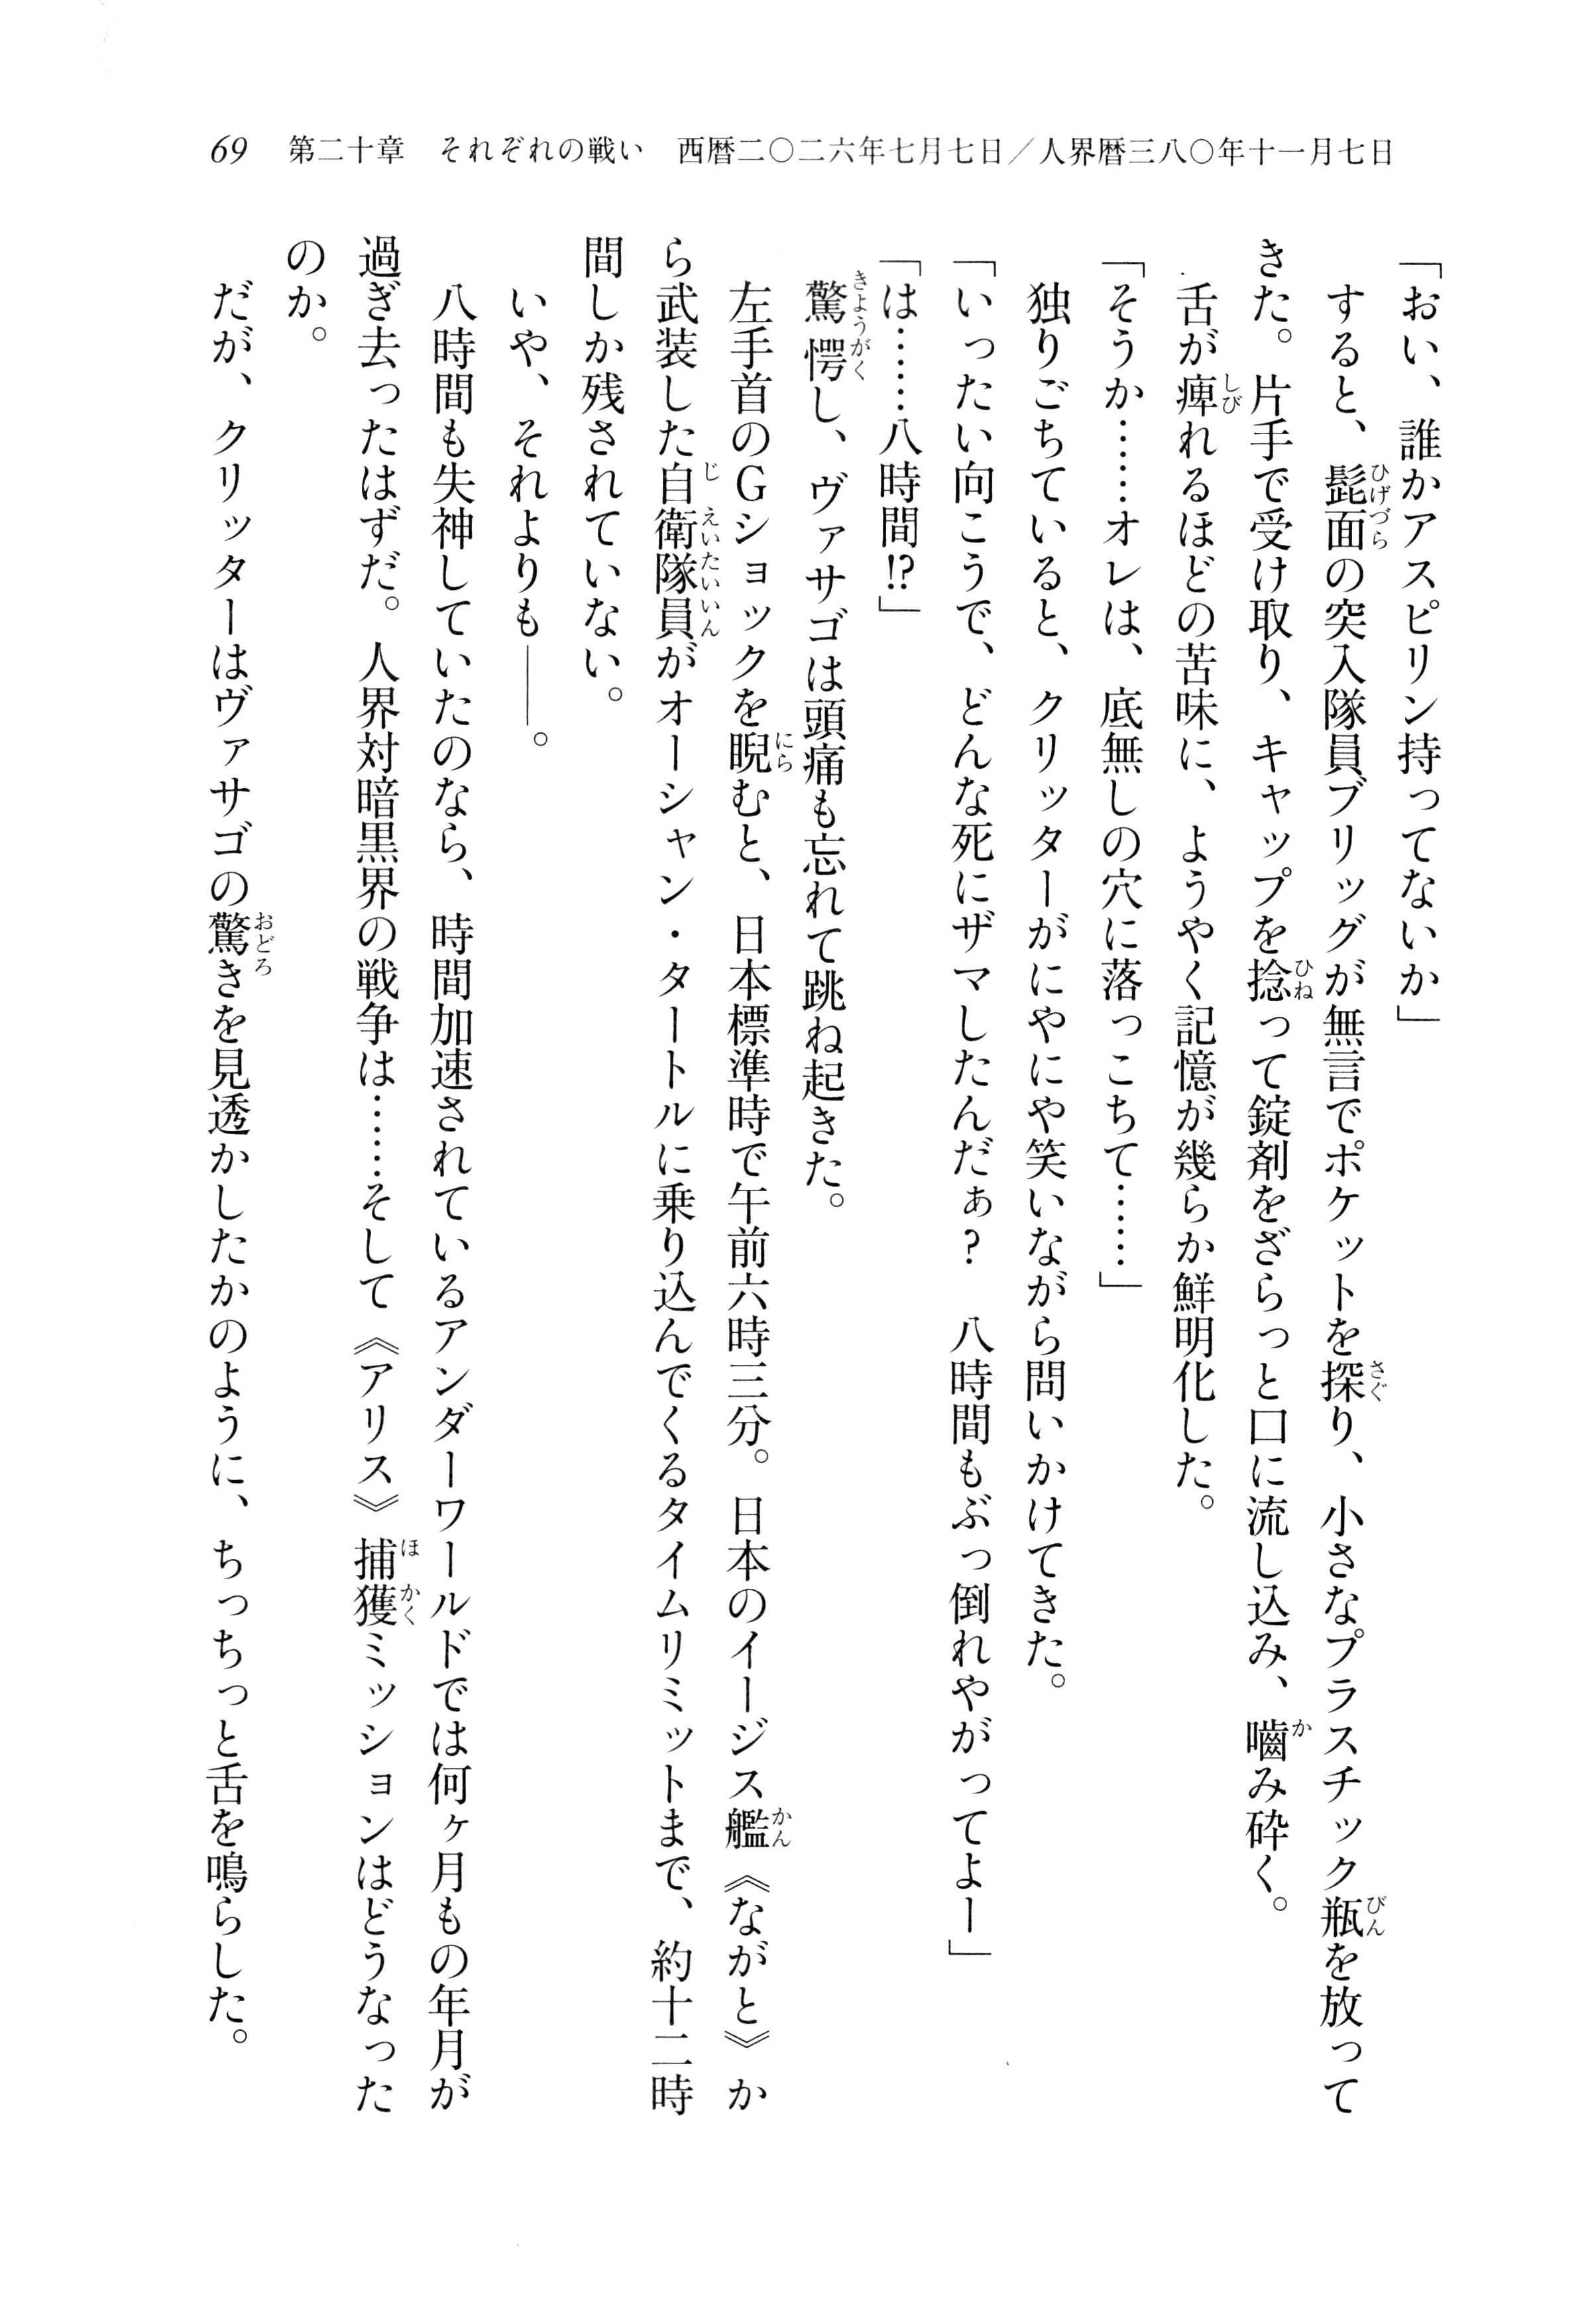 69 第二十章 それぞれの戦い 西暦二〇二六年七月七日／人界暦三八〇年十一月七日
「おい、誰かアスピリン持ってないか」
すると、髭面の突入隊員ブリッグが無言でポケットを探り、小さなプラスチック瓶を放って
きた。片手で受け取り、キャップを捻って錠剤をざらっと口に流し込み、嚙み砕く。
舌が痺れるほどの苦味に、ようやく記憶が幾らか鮮明化した。
「そうか……オレは、底無しの穴に落っこちて……」
独りごちていると、クリッターがにやにや笑いながら問いかけてきた。
「いったい向こうで、どんな死にザマしたんだぁ？　八時間もぶっ倒れやがってよー」
「は……八時間!?」
驚愕し、ヴァサゴは頭痛も忘れて跳ね起きた。
左手首のＧショックを睨むと、日本標準時で午前六時三分。日本のイージス艦《ながと》か
ら武装した自衛隊員がオーシャン・タートルに乗り込んでくるタイムリミットまで、約十二時
間しか残されていない。
いや、それよりも――。
八時間も失神していたのなら、時間加速されているアンダーワールドでは何ヶ月もの年月が
過ぎ去ったはずだ。人界対暗黒界の戦争は……そして《アリス》捕獲ミッションはどうなった
のか。
だが、クリッターはヴァサゴの驚きを見透かしたかのように、ちっちっと舌を鳴らした。